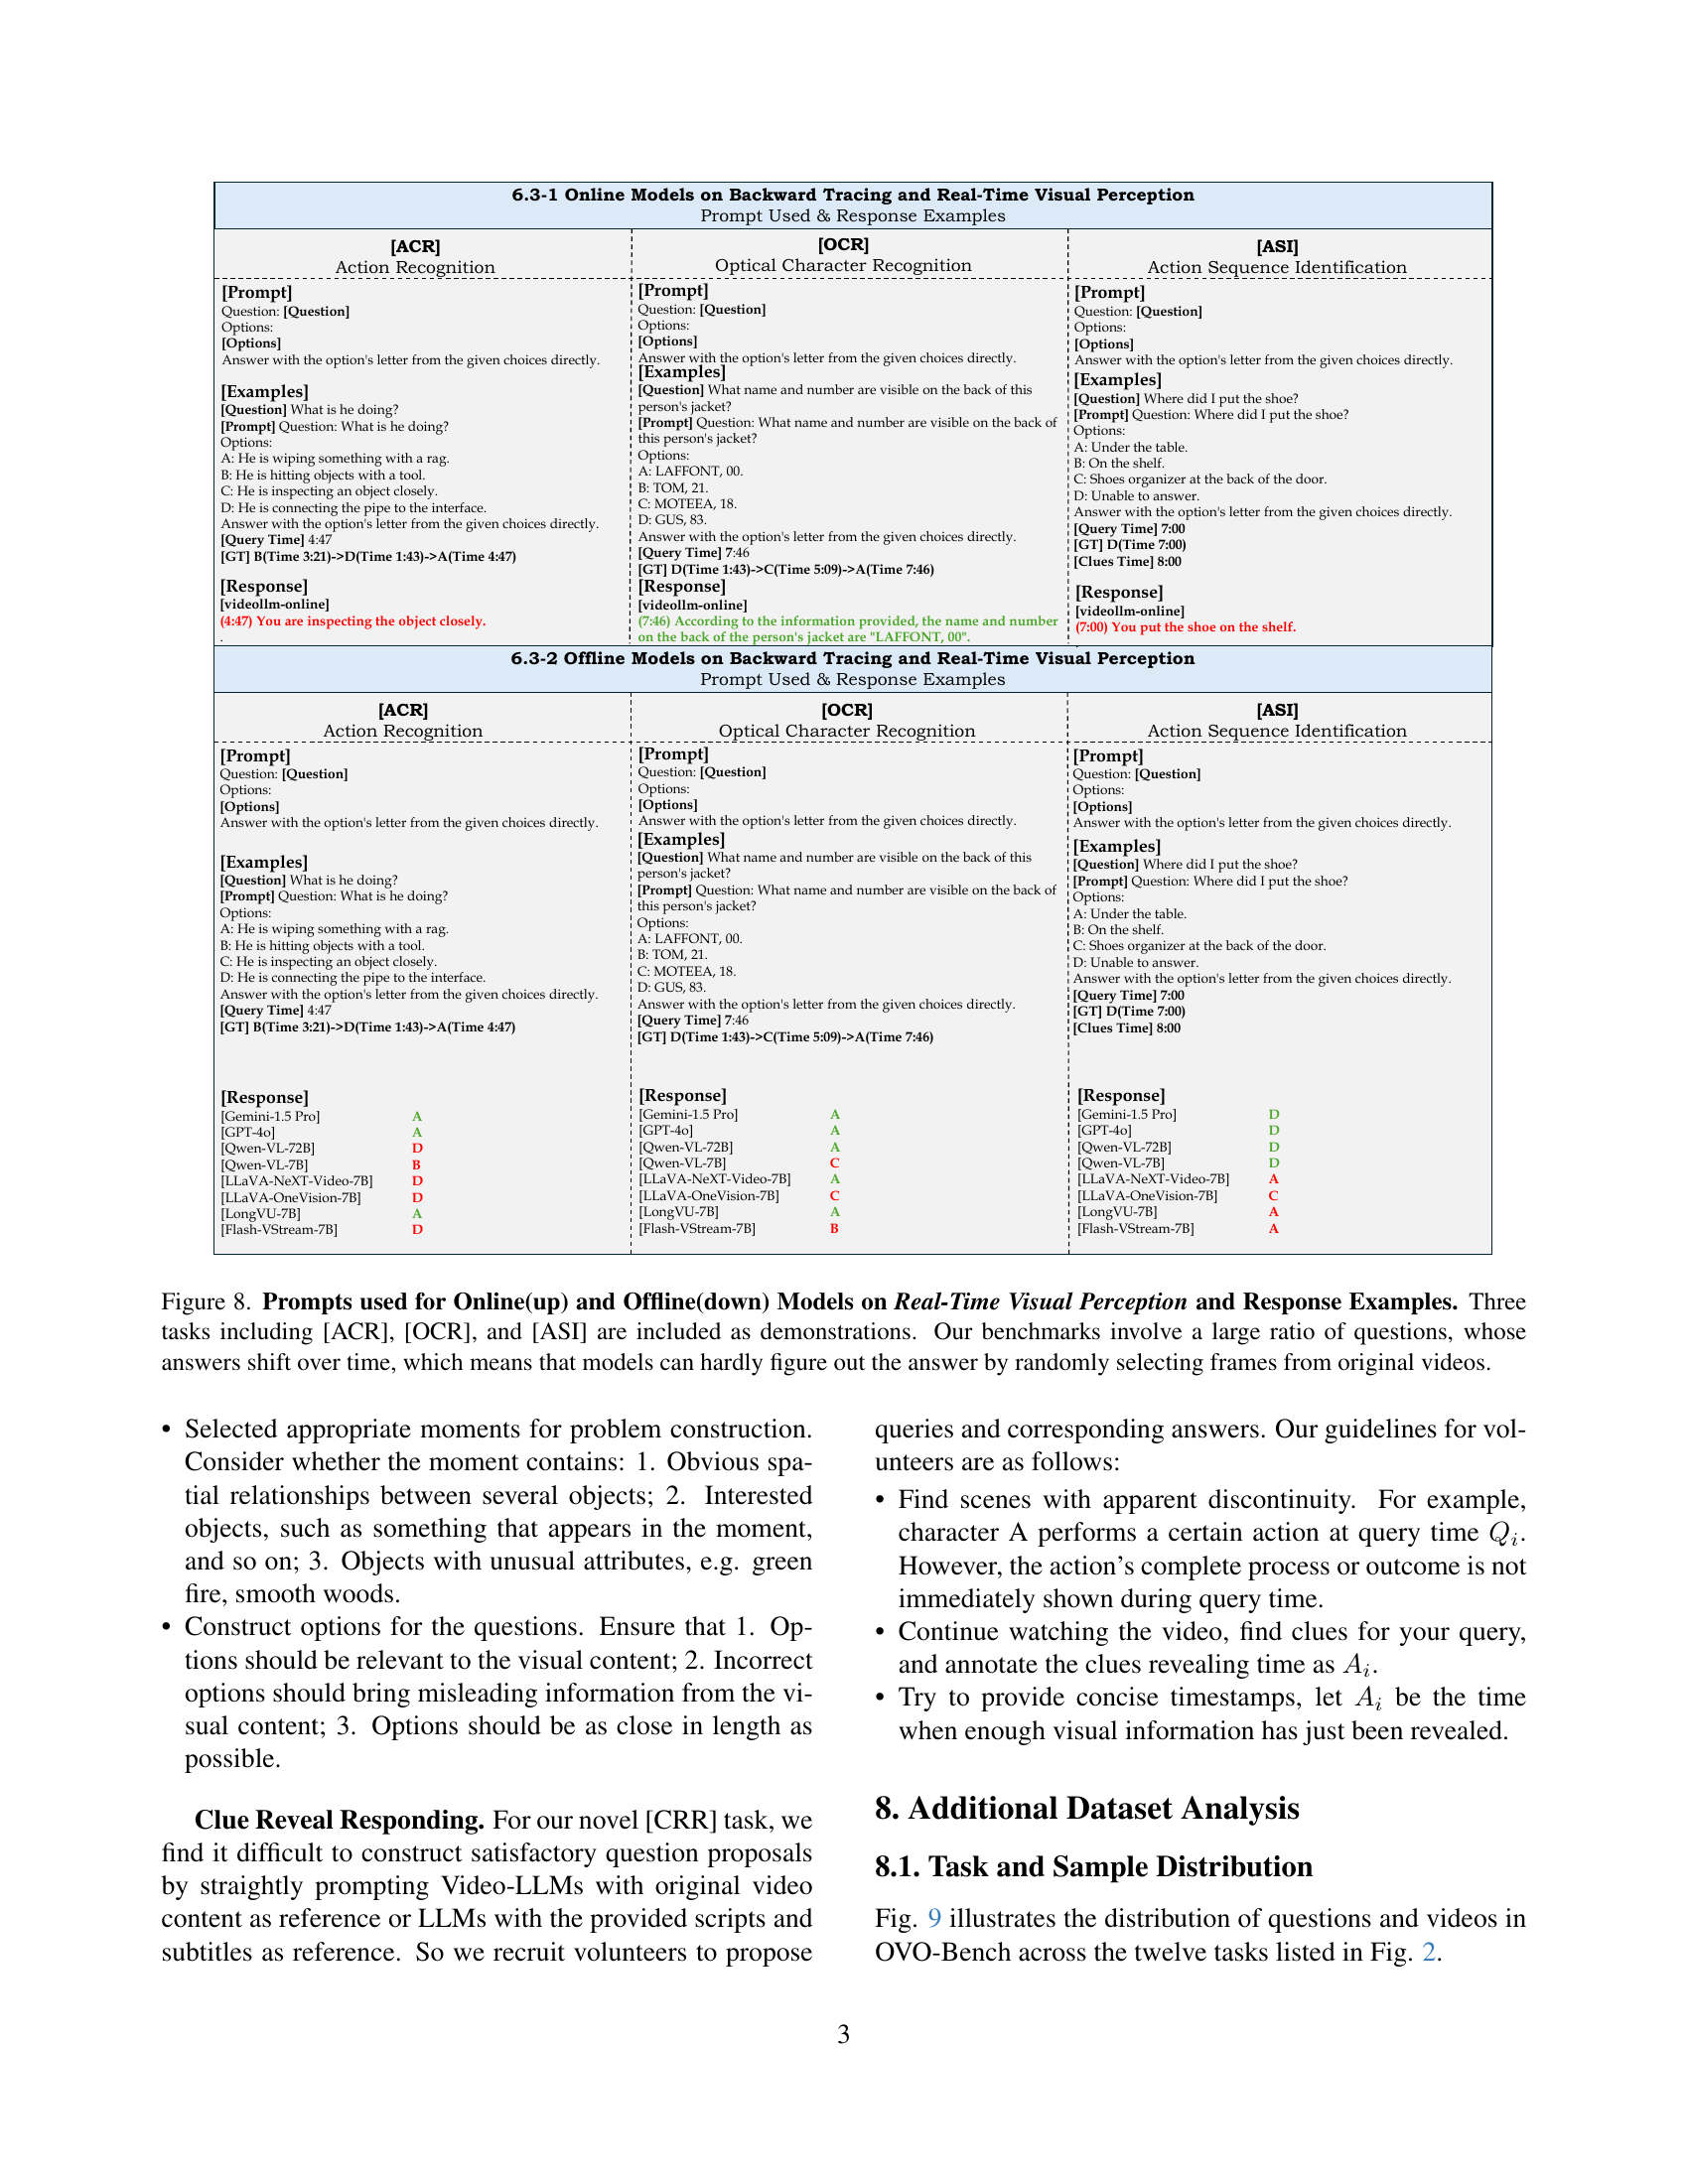 6.3-1 Online Models on Backward Tracing and Real-Time Visual Perception
Prompt Used & Response Examples
[ACR]
Action Recognition
[Prompt]
Question: [Question]
Options:
[Options]
Answer with the option's letter from the given choices directly.
[Examples]
[Question] What is he doing?
[Prompt] Question: What is he doing?
Options:
A: He is wiping something with a rag.
B: He is hitting objects with a tool.
C: He is inspecting an object closely.
D: He is connecting the pipe to the interface.
Answer with the option's letter from the given choices directly.
[Query Time] 4:47
[GT] B(Time 3:21)->D(Time 1:43)->A(Time 4:47)
[Response]
[videollm-online]
(4:47) You are inspecting the object closely.
.
[OCR]
Optical Character Recognition
[Prompt]
Question: [Question]
Options:
[Options]
Answer with the option's letter from the given choices directly.
[Examples]
[Question] What name and number are visible on the back of this
person's jacket?
[Prompt] Question: What name and number are visible on the back of
this person's jacket?
Options:
A: LAFFONT, 00.
B: TOM, 21.
C: MOTEEA, 18.
D: GUS, 83.
Answer with the option's letter from the given choices directly.
[Query Time] 7:46
[GT] D(Time 1:43)->C(Time 5:09)->A(Time 7:46)
[Response]
[videollm-online]
(7:46) According to the information provided, the name and number
on the back of the person's jacket are "LAFFONT, 00".
[ASI]
Action Sequence Identification
[Prompt]
Question: [Question]
Options:
[Options]
Answer with the option's letter from the given choices directly.
[Examples]
[Question] Where did I put the shoe?
[Prompt] Question: Where did I put the shoe?
Options:
A: Under the table.
B: On the shelf.
C: Shoes organizer at the back of the door.
D: Unable to answer.
Answer with the option's letter from the given choices directly.
[Query Time] 7:00
[GT] D(Time 7:00)
[Clues Time] 8:00
[Response]
[videollm-online]
(7:00) You put the shoe on the shelf.
6.3-2 Offline Models on Backward Tracing and Real-Time Visual Perception
Prompt Used & Response Examples
[ACR]
Action Recognition
[Prompt]
Question: [Question]
Options:
[Options]
Answer with the option's letter from the given choices directly.
[Examples]
[Question] What is he doing?
[Prompt] Question: What is he doing?
Options:
A: He is wiping something with a rag.
B: He is hitting objects with a tool.
C: He is inspecting an object closely.
D: He is connecting the pipe to the interface.
Answer with the option's letter from the given choices directly.
[Query Time] 4:47
[GT] B(Time 3:21)->D(Time 1:43)->A(Time 4:47)
[Response]
[Gemini-1.5 Pro] A
[GPT-4o] A
[Qwen-VL-72B] D
[Qwen-VL-7B] B
[LLaVA-NeXT-Video-7B] D
[LLaVA-OneVision-7B] D
[LongVU-7B] A
[Flash-VStream-7B] D
[OCR]
Optical Character Recognition
[Prompt]
Question: [Question]
Options:
[Options]
Answer with the option's letter from the given choices directly.
[Examples]
[Question] What name and number are visible on the back of this
person's jacket?
[Prompt] Question: What name and number are visible on the back of
this person's jacket?
Options:
A: LAFFONT, 00.
B: TOM, 21.
C: MOTEEA, 18.
D: GUS, 83.
Answer with the option's letter from the given choices directly.
[Query Time] 7:46
[GT] D(Time 1:43)->C(Time 5:09)->A(Time 7:46)
[Response]
[Gemini-1.5 Pro] A
[GPT-4o] A
[Qwen-VL-72B] A
[Qwen-VL-7B] C
[LLaVA-NeXT-Video-7B] A
[LLaVA-OneVision-7B] C
[LongVU-7B] A
[Flash-VStream-7B] B
[ASI]
Action Sequence Identification
[Prompt]
Question: [Question]
Options:
[Options]
Answer with the option's letter from the given choices directly.
[Examples]
[Question] Where did I put the shoe?
[Prompt] Question: Where did I put the shoe?
Options:
A: Under the table.
B: On the shelf.
C: Shoes organizer at the back of the door.
D: Unable to answer.
Answer with the option's letter from the given choices directly.
[Query Time] 7:00
[GT] D(Time 7:00)
[Clues Time] 8:00
[Response]
[Gemini-1.5 Pro] D
[GPT-4o] D
[Qwen-VL-72B] D
[Qwen-VL-7B] D
[LLaVA-NeXT-Video-7B] A
[LLaVA-OneVision-7B] C
[LongVU-7B] A
[Flash-VStream-7B] A
Figure 8. Prompts used for Online(up) and Offline(down) Models on Real-Time Visual Perception and Response Examples. Three
tasks including [ACR], [OCR], and [ASI] are included as demonstrations. Our benchmarks involve a large ratio of questions, whose
answers shift over time, which means that models can hardly figure out the answer by randomly selecting frames from original videos.
• Selected appropriate moments for problem construction.
Consider whether the moment contains: 1. Obvious spa-
tial relationships between several objects; 2. Interested
objects, such as something that appears in the moment,
and so on; 3. Objects with unusual attributes, e.g. green
fire, smooth woods.
• Construct options for the questions. Ensure that 1. Op-
tions should be relevant to the visual content; 2. Incorrect
options should bring misleading information from the vi-
sual content; 3. Options should be as close in length as
possible.
Clue Reveal Responding. For our novel [CRR] task, we
find it difficult to construct satisfactory question proposals
by straightly prompting Video-LLMs with original video
content as reference or LLMs with the provided scripts and
subtitles as reference. So we recruit volunteers to propose
queries and corresponding answers. Our guidelines for vol-
unteers are as follows:
• Find scenes with apparent discontinuity. For example,
character A performs a certain action at query time Qi.
However, the action's complete process or outcome is not
immediately shown during query time.
• Continue watching the video, find clues for your query,
and annotate the clues revealing time as Ai.
• Try to provide concise timestamps, let Ai be the time
when enough visual information has just been revealed.
8. Additional Dataset Analysis
8.1. Task and Sample Distribution
Fig. 9 illustrates the distribution of questions and videos in
OVO-Bench across the twelve tasks listed in Fig. 2.
3